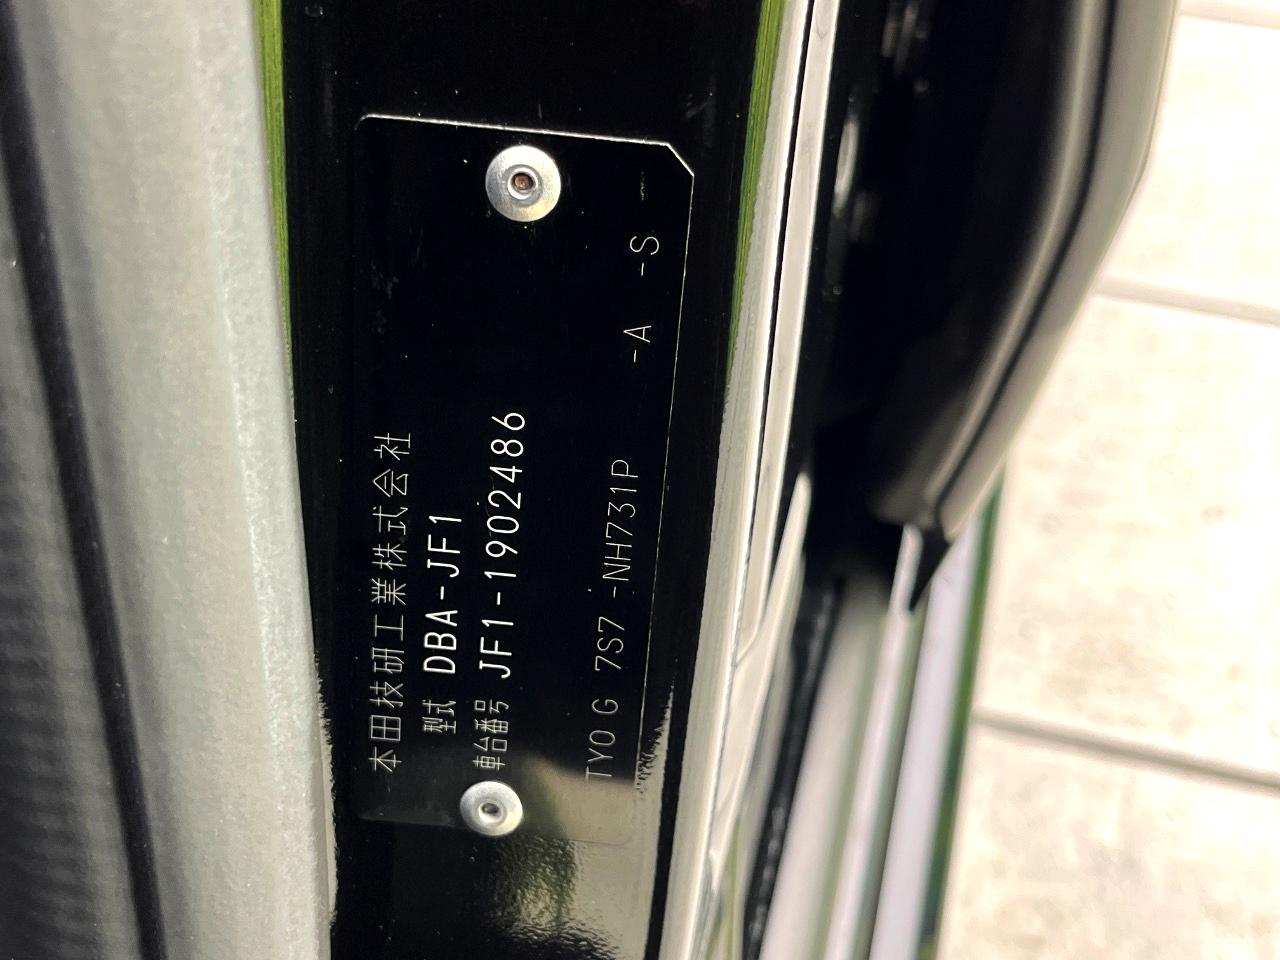 本田技研工業株式会社
型式 DBA-JF1
車台番号 JF1-1902486
TY0 G 7S7 -NH731P -A -S -